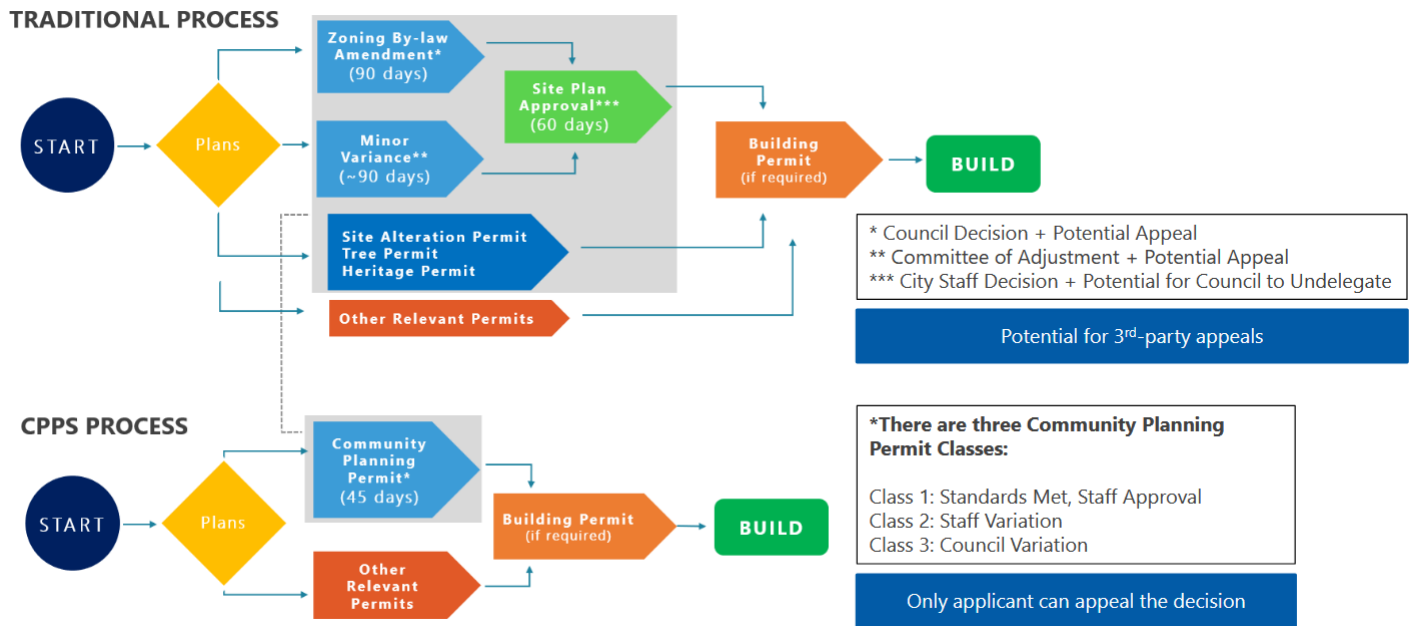 TRADITIONAL PROCESS
START
Plans
Zoning By-law
Amendment*
(90 days)
Minor
Variance**
(~90 days)
Site Plan
Approval***
(60 days)
Site Alteration Permit
Tree Permit
Heritage Permit
Other Relevant Permits
Building
Permit
(if required)
BUILD
* Council Decision + Potential Appeal
** Committee of Adjustment + Potential Appeal
*** City Staff Decision + Potential for Council to Undelegate
Potential for 3rd-party appeals
CPPS PROCESS
START
Plans
Community
Planning
Permit*
(45 days)
Other
Relevant
Permits
Building Permit
(if required)
BUILD
*There are three Community Planning
Permit Classes:
Class 1: Standards Met, Staff Approval
Class 2: Staff Variation
Class 3: Council Variation
Only applicant can appeal the decision